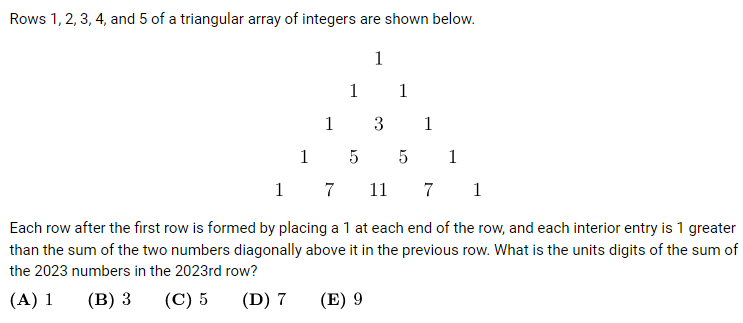 Rows 1, 2, 3, 4, and 5 of a triangular array of integers are shown below.
1
1 1
1 3 1
1 5 5 1
1 7 11 7 1
Each row after the first row is formed by placing a 1 at each end of the row, and each interior entry is 1 greater
than the sum of the two numbers diagonally above it in the previous row. What is the units digits of the sum of
the 2023 numbers in the 2023rd row?
(A) 1 (B) 3 (C) 5 (D) 7 (E) 9